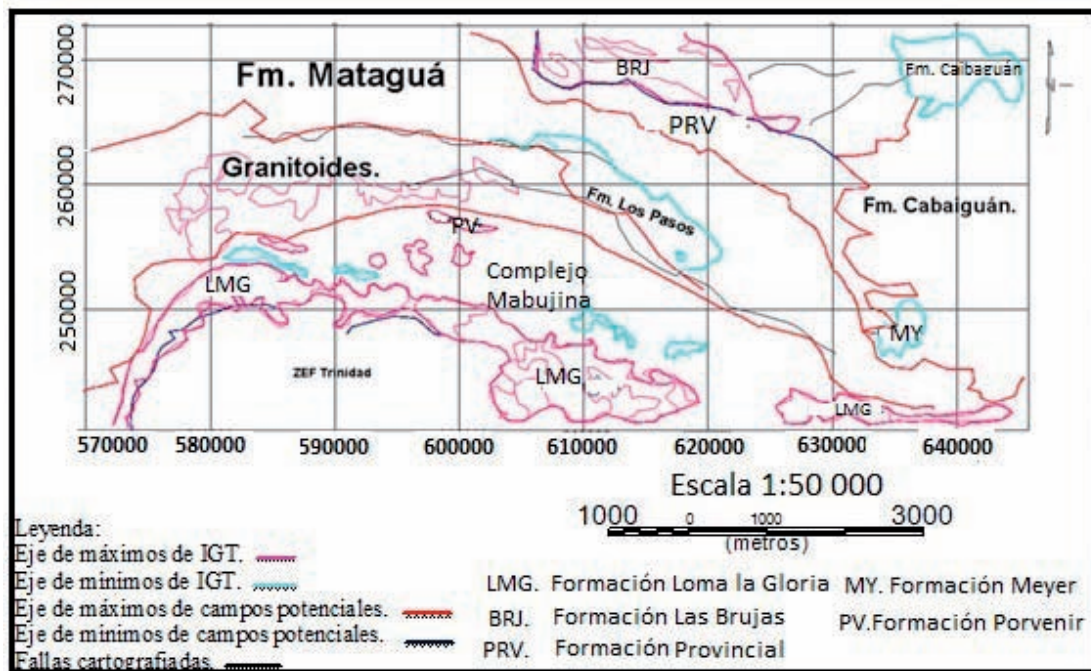 270000
260000
250000
Fm. Mataguá
BRJ
Fm. Caibaguán
PRV
Granitoides.
Fm. Los Pasos
Fm. Cabaiguán.
PV
LMG
Complejo
Mabujina
MY
ZEF Trinidad
LMG
LMG
570000 580000 590000 600000 610000 620000 630000 640000
Escala 1:50 000
1000 0 1000 3000
(metros)
Leyenda:
Eje de máximos de IGT.
Eje de mínimos de IGT.
Eje de máximos de campos potenciales.
Eje de mínimos de campos potenciales.
Fallas cartografiadas.
LMG. Formación Loma la Gloria
BRJ. Formación Las Brujas
PRV. Formación Provincial
MY. Formación Meyer
PV.Formación Porvenir